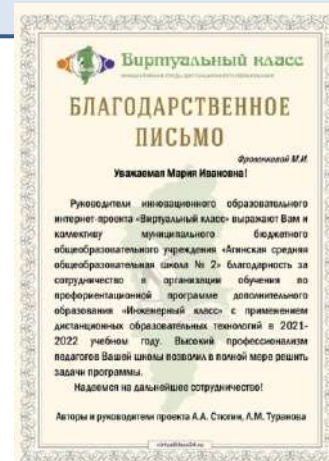 Виртуальный класс
БЛАГОДАРСТВЕННОЕ
ПИСЬМО
М.И.
Уважаемая Мария Ивановна!
Руководители инновационного образовательного
интернет-проекта «Виртуальный класс» выражают Вам и
коллективу муниципального бюджетного
общеобразовательного учреждения «Агинская средняя
общеобразовательная школа № 2» благодарность за
сотрудничество в организации обучения по
профориентационной программе дополнительного
образования «Инженерный класс» с применением
дистанционных образовательных технологий в 2021-
2022 учебном году. Высокий профессионализм
педагогов Вашей школы позволил в полной мере решить
задачи программы.
Надеемся на дальнейшее сотрудничество!
Авторы и руководители проекта А.А. Стюгин, Л.М. Туранова